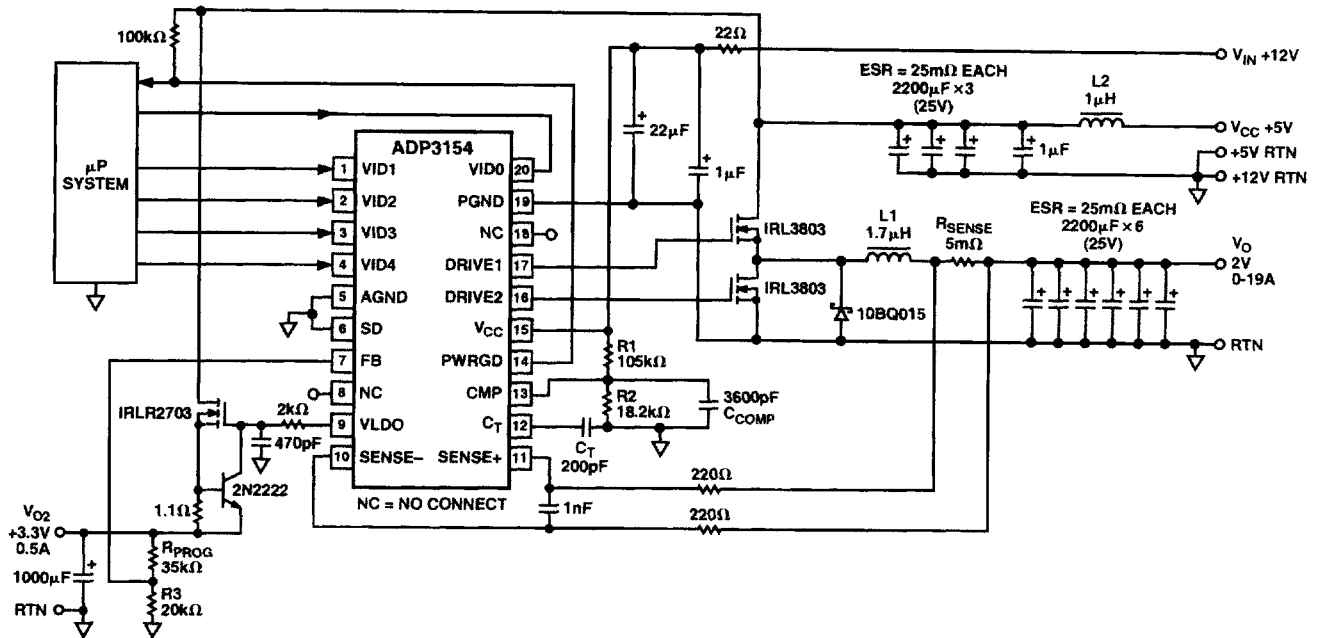 100kΩ
22Ω
VIN +12V
ESR = 25mΩ EACH
2200μF × 3
(25V)
L2
1μH
VCC +5V
+5V RTN
+12V RTN
22μF
1μF
1μF
μP
SYSTEM
ADP3154
1 VID1
VID0 20
2 VID2
PGND 19
3 VID3
NC 18
4 VID4
DRIVE1 17
5 AGND
DRIVE2 16
6 SD
VCC 15
7 FB
PWRGD 14
8 NC
CMP 13
9 VLDO
CT 12
10 SENSE–
SENSE+ 11
NC = NO CONNECT
IRL3803
IRL3803
L1
1.7μH
RSENSE
5mΩ
ESR = 25mΩ EACH
2200μF × 6
(25V)
VO
2V
0-19A
10BQ015
RTN
R1
105kΩ
R2
18.2kΩ
3600pF
CCOMP
CT
200pF
220Ω
1nF
220Ω
IRLR2703
2kΩ
470pF
2N2222
1.1Ω
VO2
+3.3V
0.5A
RPROG
35kΩ
1000μF
R3
20kΩ
RTN